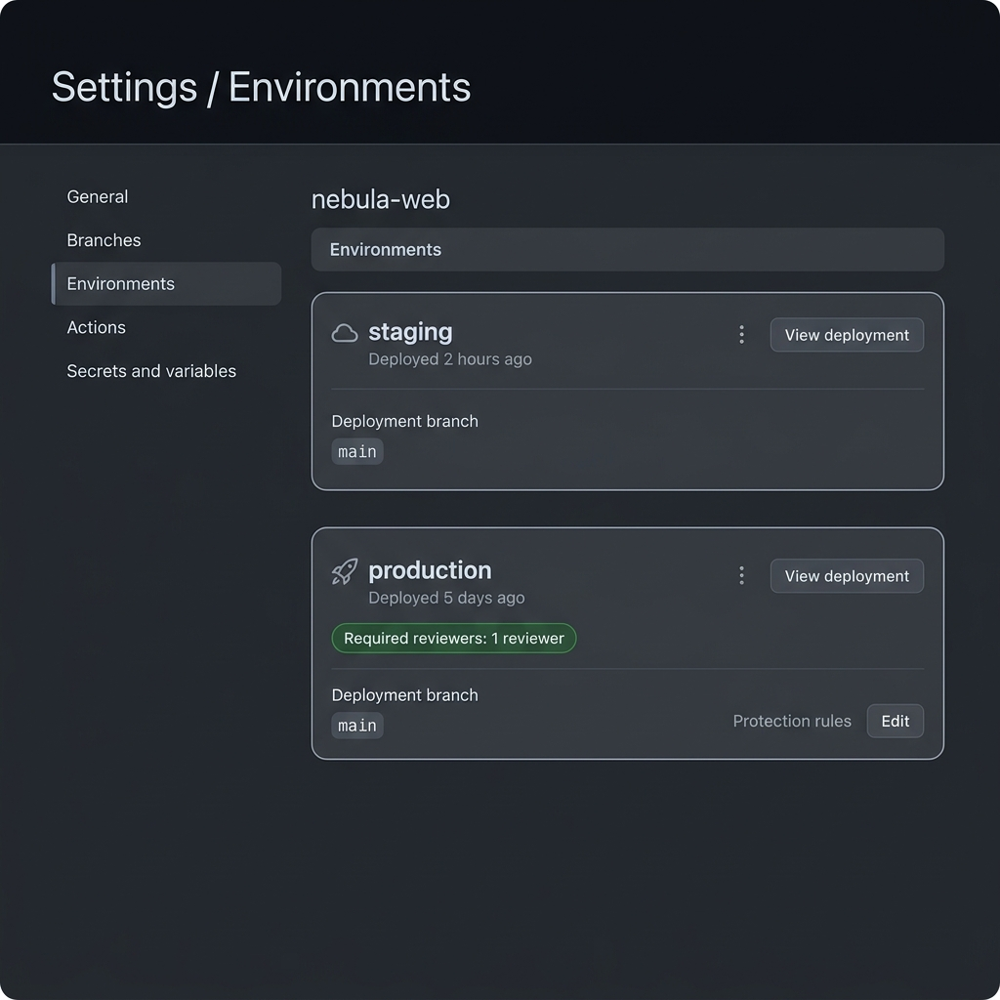 Settings / Environments
General
Branches
Environments
Actions
Secrets and variables
nebula-web
Environments
staging
View deployment
Deployed 2 hours ago
Deployment branch
main
production
View deployment
Deployed 5 days ago
Required reviewers: 1 reviewer
Deployment branch
main
Protection rules
Edit